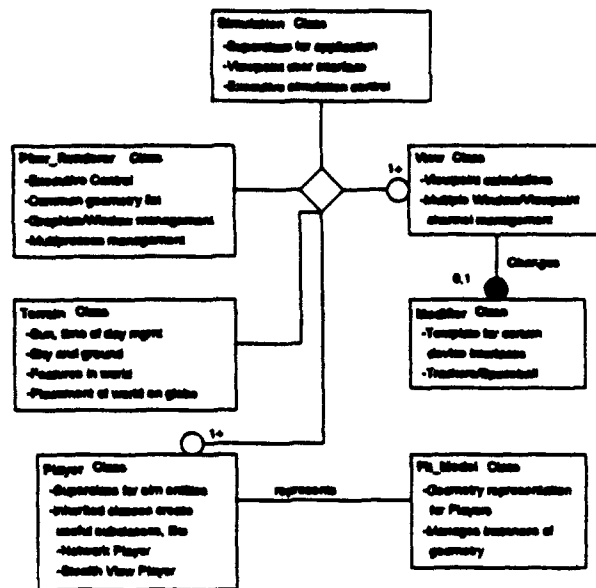 Simulation Class
-Superclass for application
-Viewpoint user interface
-Executive simulation control
Pfmr_Renderer Class
-Executive Control
-Common geometry list
-Graphics/Window management
-Multiprocess management
1+
View Class
-Viewpoint calculations
-Multiple Window/Viewpoint
channel management
Changes
0,1
Terrain Class
-Sun, time of day mgmt
-Sky and ground
-Features in world
-Placement of world on globe
Modifier Class
-Template for certain
device interfaces
-Trackers/Spaceball
1+
Player Class
-Superclass for sim entities
-Inherited classes create
useful subclasses, like
-Network Player
-Stealth View Player
represents
Class
-Geometry representation
for Players
-Manages instances of
geometry